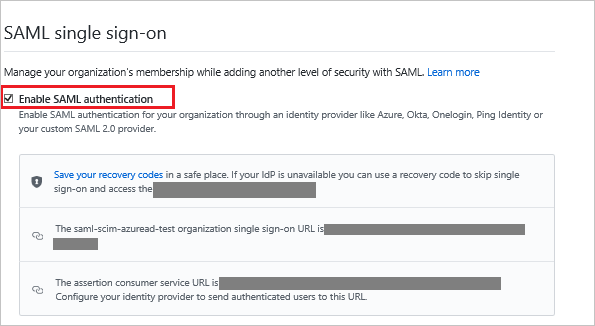 SAML single sign-on
Manage your organization's membership while adding another level of security with SAML. Learn more
Enable SAML authentication
Enable SAML authentication for your organization through an identity provider like Azure, Okta, Onelogin, Ping Identity or
your custom SAML 2.0 provider.
Save your recovery codes in a safe place. If your IdP is unavailable you can use a recovery code to skip single
sign-on and access the
The saml-scim-azuread-test organization single sign-on URL is
The assertion consumer service URL is
Configure your identity provider to send authenticated users to this URL.